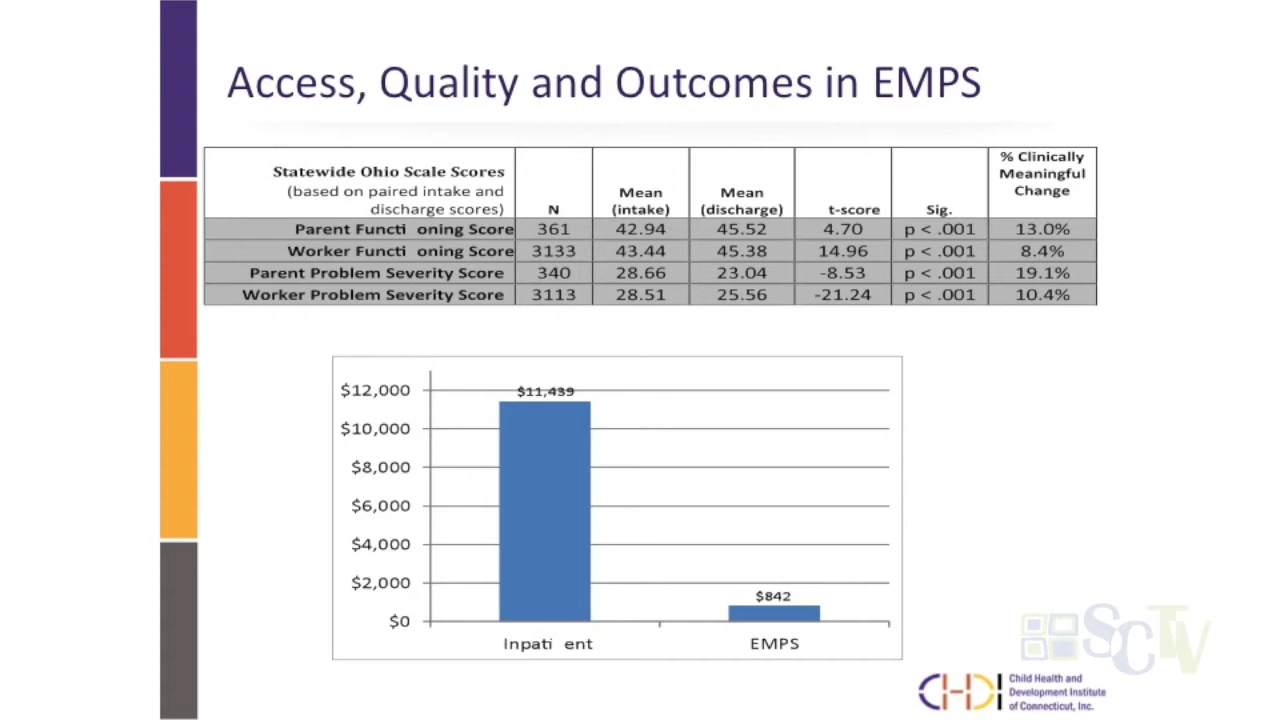 Access, Quality and Outcomes in EMPS
Statewide Ohio Scale Scores
(based on paired intake and
discharge scores)
N
Mean
(intake)
Mean
(discharge)
t-score
Sig.
% Clinically
Meaningful
Change
Parent Functi oning Score 361 42.94 45.52 4.70 p < .001 13.0%
Worker Functi oning Score 3133 43.44 45.38 14.96 p < .001 8.4%
Parent Problem Severity Score 340 28.66 23.04 -8.53 p < .001 19.1%
Worker Problem Severity Score 3113 28.51 25.56 -21.24 p < .001 10.4%
$12,000
$11,439
$10,000
$8,000
$6,000
$4,000
$2,000
$842
$0
Inpati ent EMPS
SCTV
CHDI
Child Health and
Development Institute
of Connecticut, Inc.